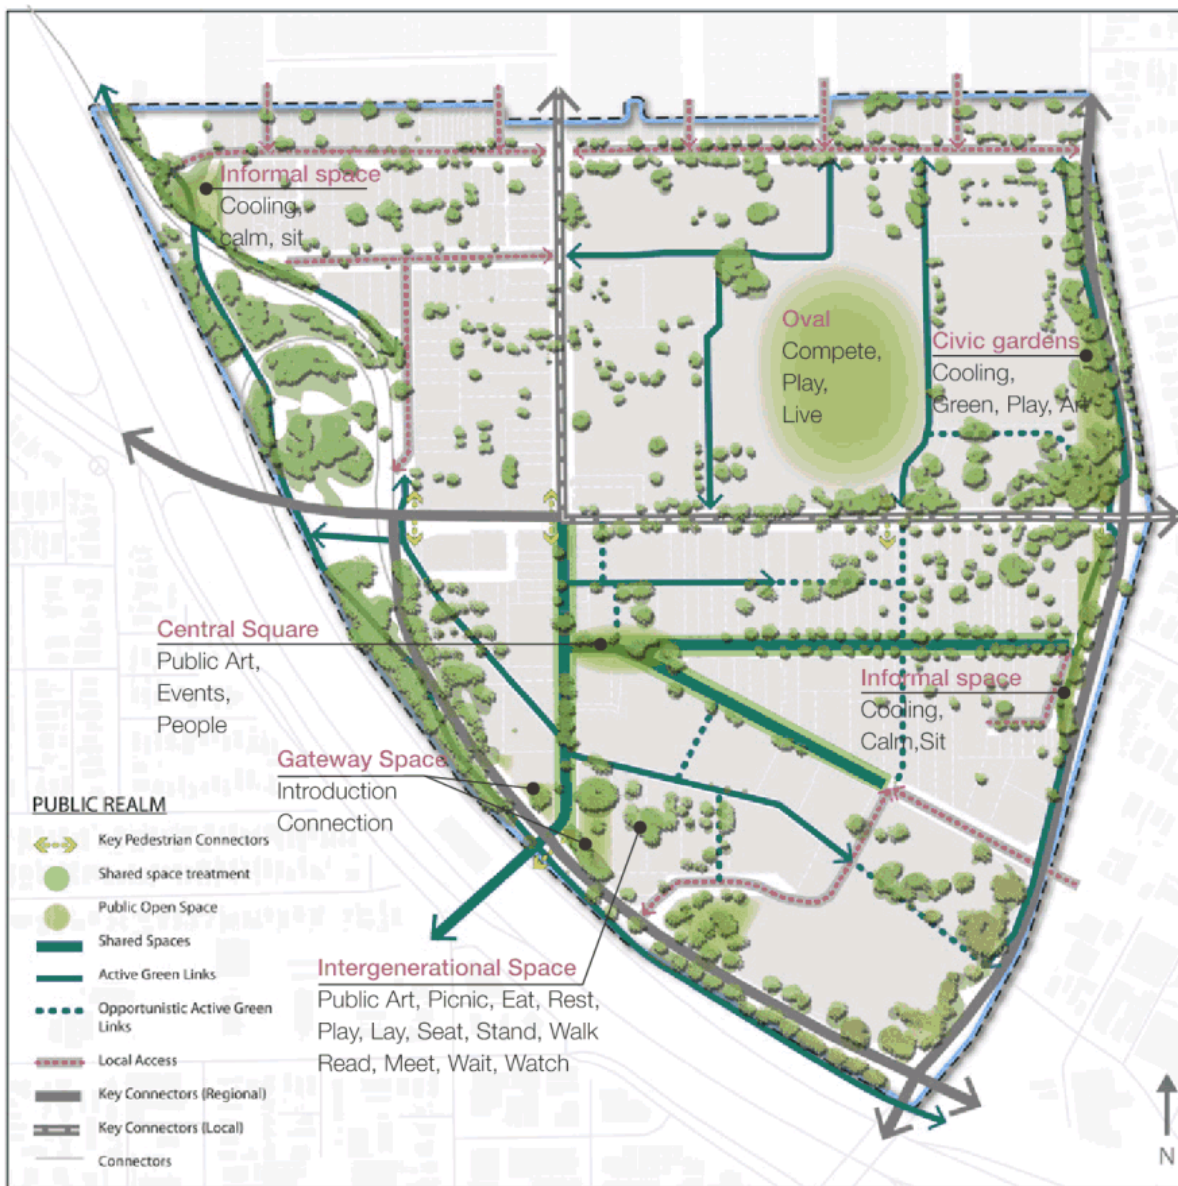 Informal space
Cooling,
calm, sit
Oval
Compete,
Play,
Live
Civic gardens
Cooling,
Green, Play, Art
Central Square
Public Art,
Events,
People
Informal space
Cooling,
Calm,Sit
Gateway Space
Introduction
Connection
Intergenerational Space
Public Art, Picnic, Eat, Rest,
Play, Lay, Seat, Stand, Walk
Read, Meet, Wait, Watch
PUBLIC REALM
Key Pedestrian Connectors
Shared space treatment
Public Open Space
Shared Spaces
Active Green Links
Opportunistic Active Green
Links
Local Access
Key Connectors (Regional)
Key Connectors (Local)
Connectors
N